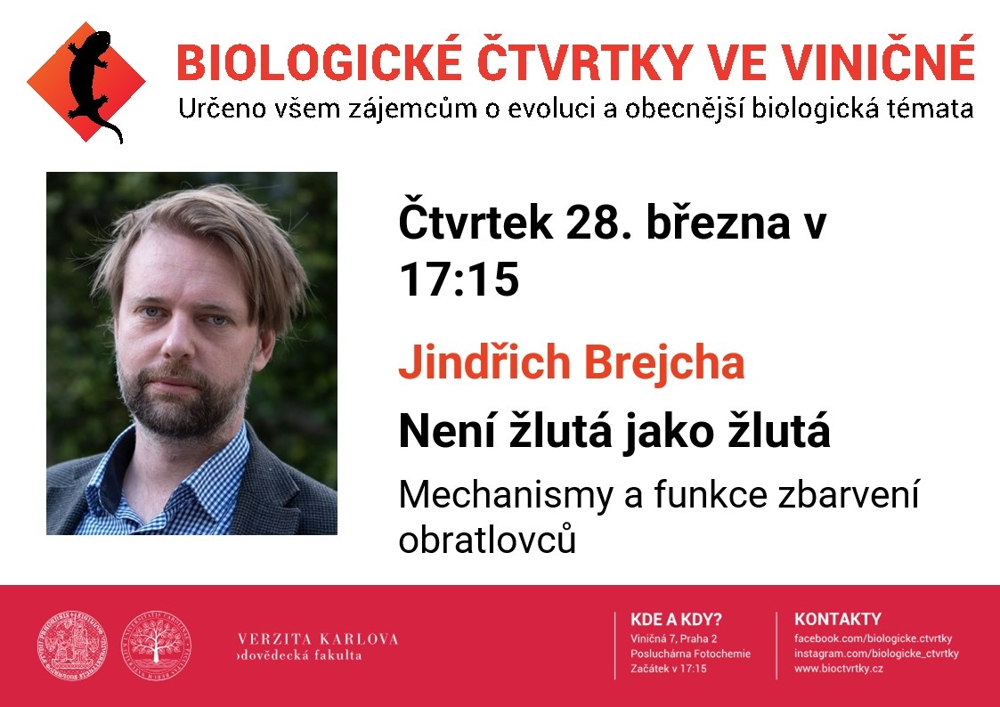 BIOLOGICKÉ ČTVRTKY VE VINIČNÉ
Určeno všem zájemcům o evoluci a obecnější biologická témata
Čtvrtek 28. března v
17:15
Jindřich Brejcha
Není žlutá jako žlutá
Mechanismy a funkce zbarvení
obratlovců
VERZITA KARLOVA
odovědecká fakulta
KDE A KDY?
Viničná 7, Praha 2
Posluchárna Fotochemie
Začátek v 17:15
KONTAKTY
facebook.com/biologicke.ctvrtky
instagram.com/biologicke_ctvrtky
www.bioctvrtky.cz